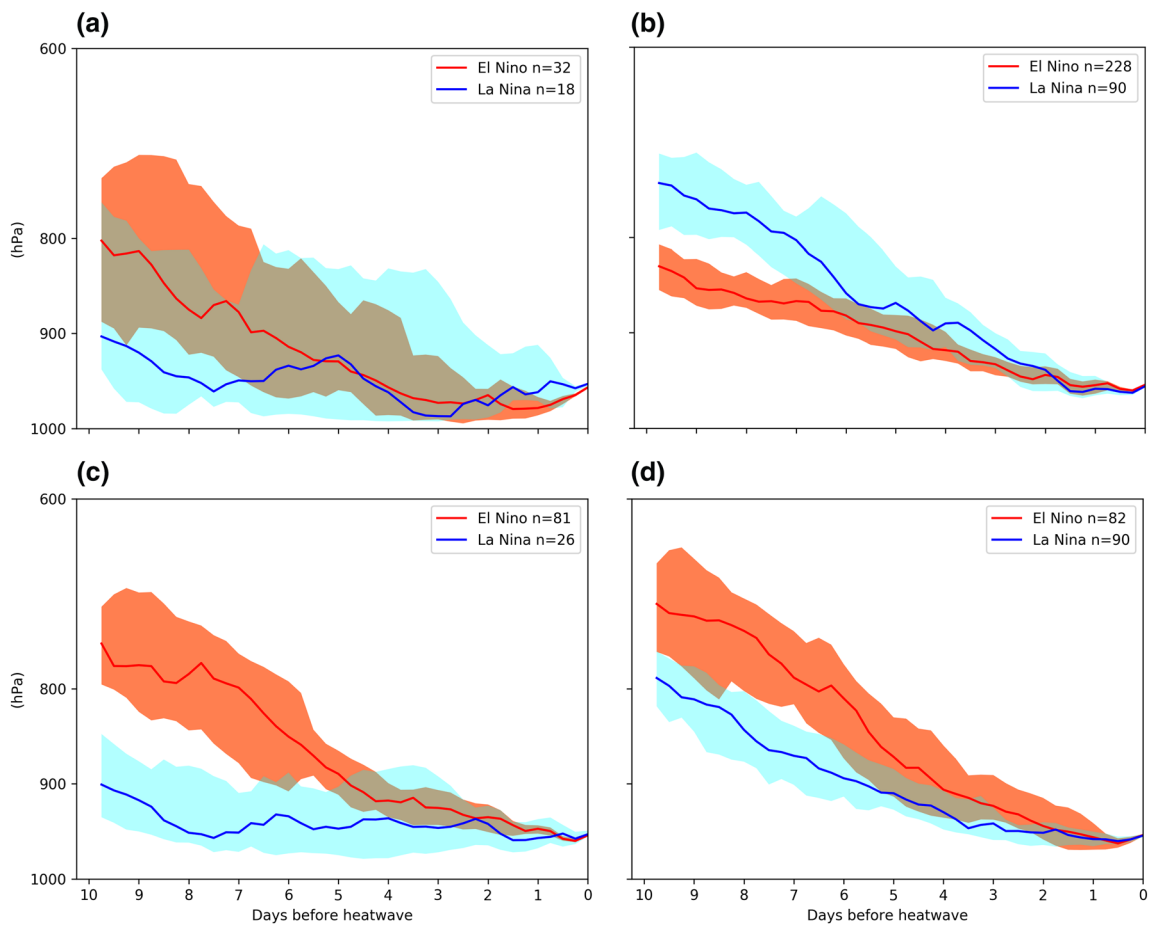 (a)
(b)
600
El Nino n=32
La Nina n=18
El Nino n=228
La Nina n=90
800
(hPa)
900
1000
(c)
(d)
600
El Nino n=81
La Nina n=26
El Nino n=82
La Nina n=90
800
(hPa)
900
1000
10 9 8 7 6 5 4 3 2 1 0
10 9 8 7 6 5 4 3 2 1 0
Days before heatwave
Days before heatwave